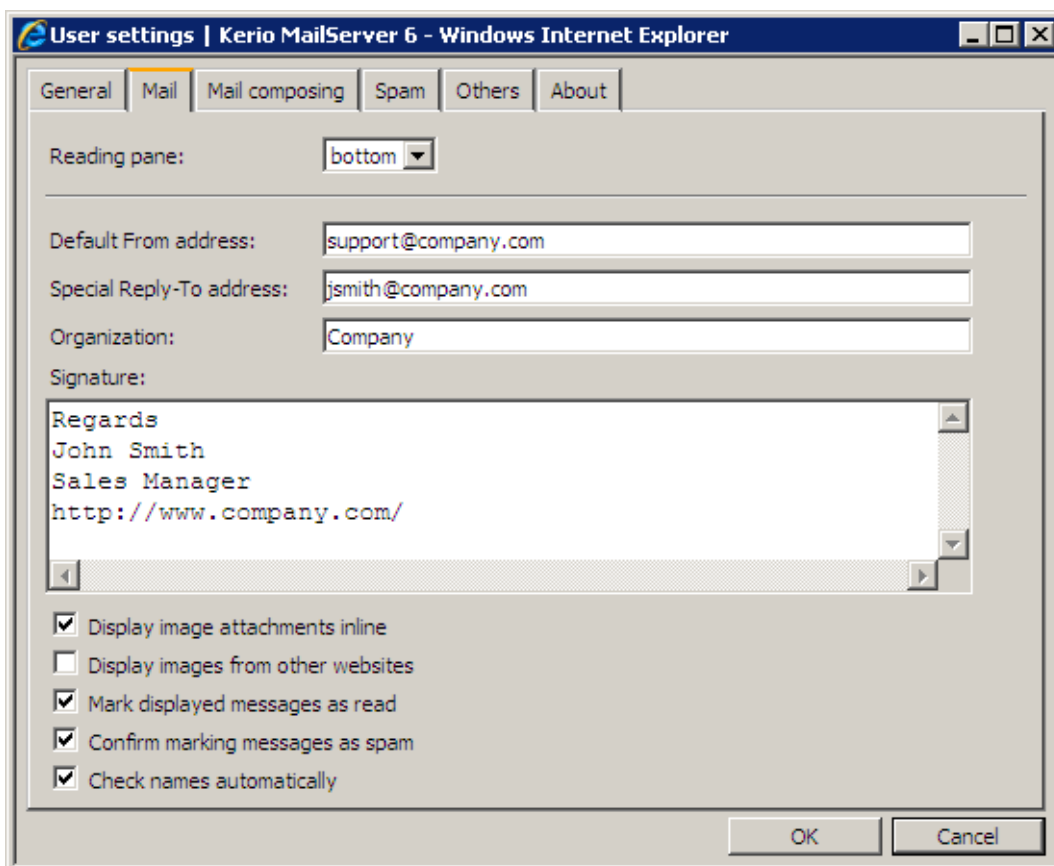 User settings | Kerio MailServer 6 - Windows Internet Explorer
General Mail Mail composing Spam Others About
Reading pane: bottom
Default From address: support@company.com
Special Reply-To address: jsmith@company.com
Organization: Company
Signature:
Regards
John Smith
Sales Manager
http://www.company.com/
Display image attachments inline
Display images from other websites
Mark displayed messages as read
Confirm marking messages as spam
Check names automatically
OK Cancel